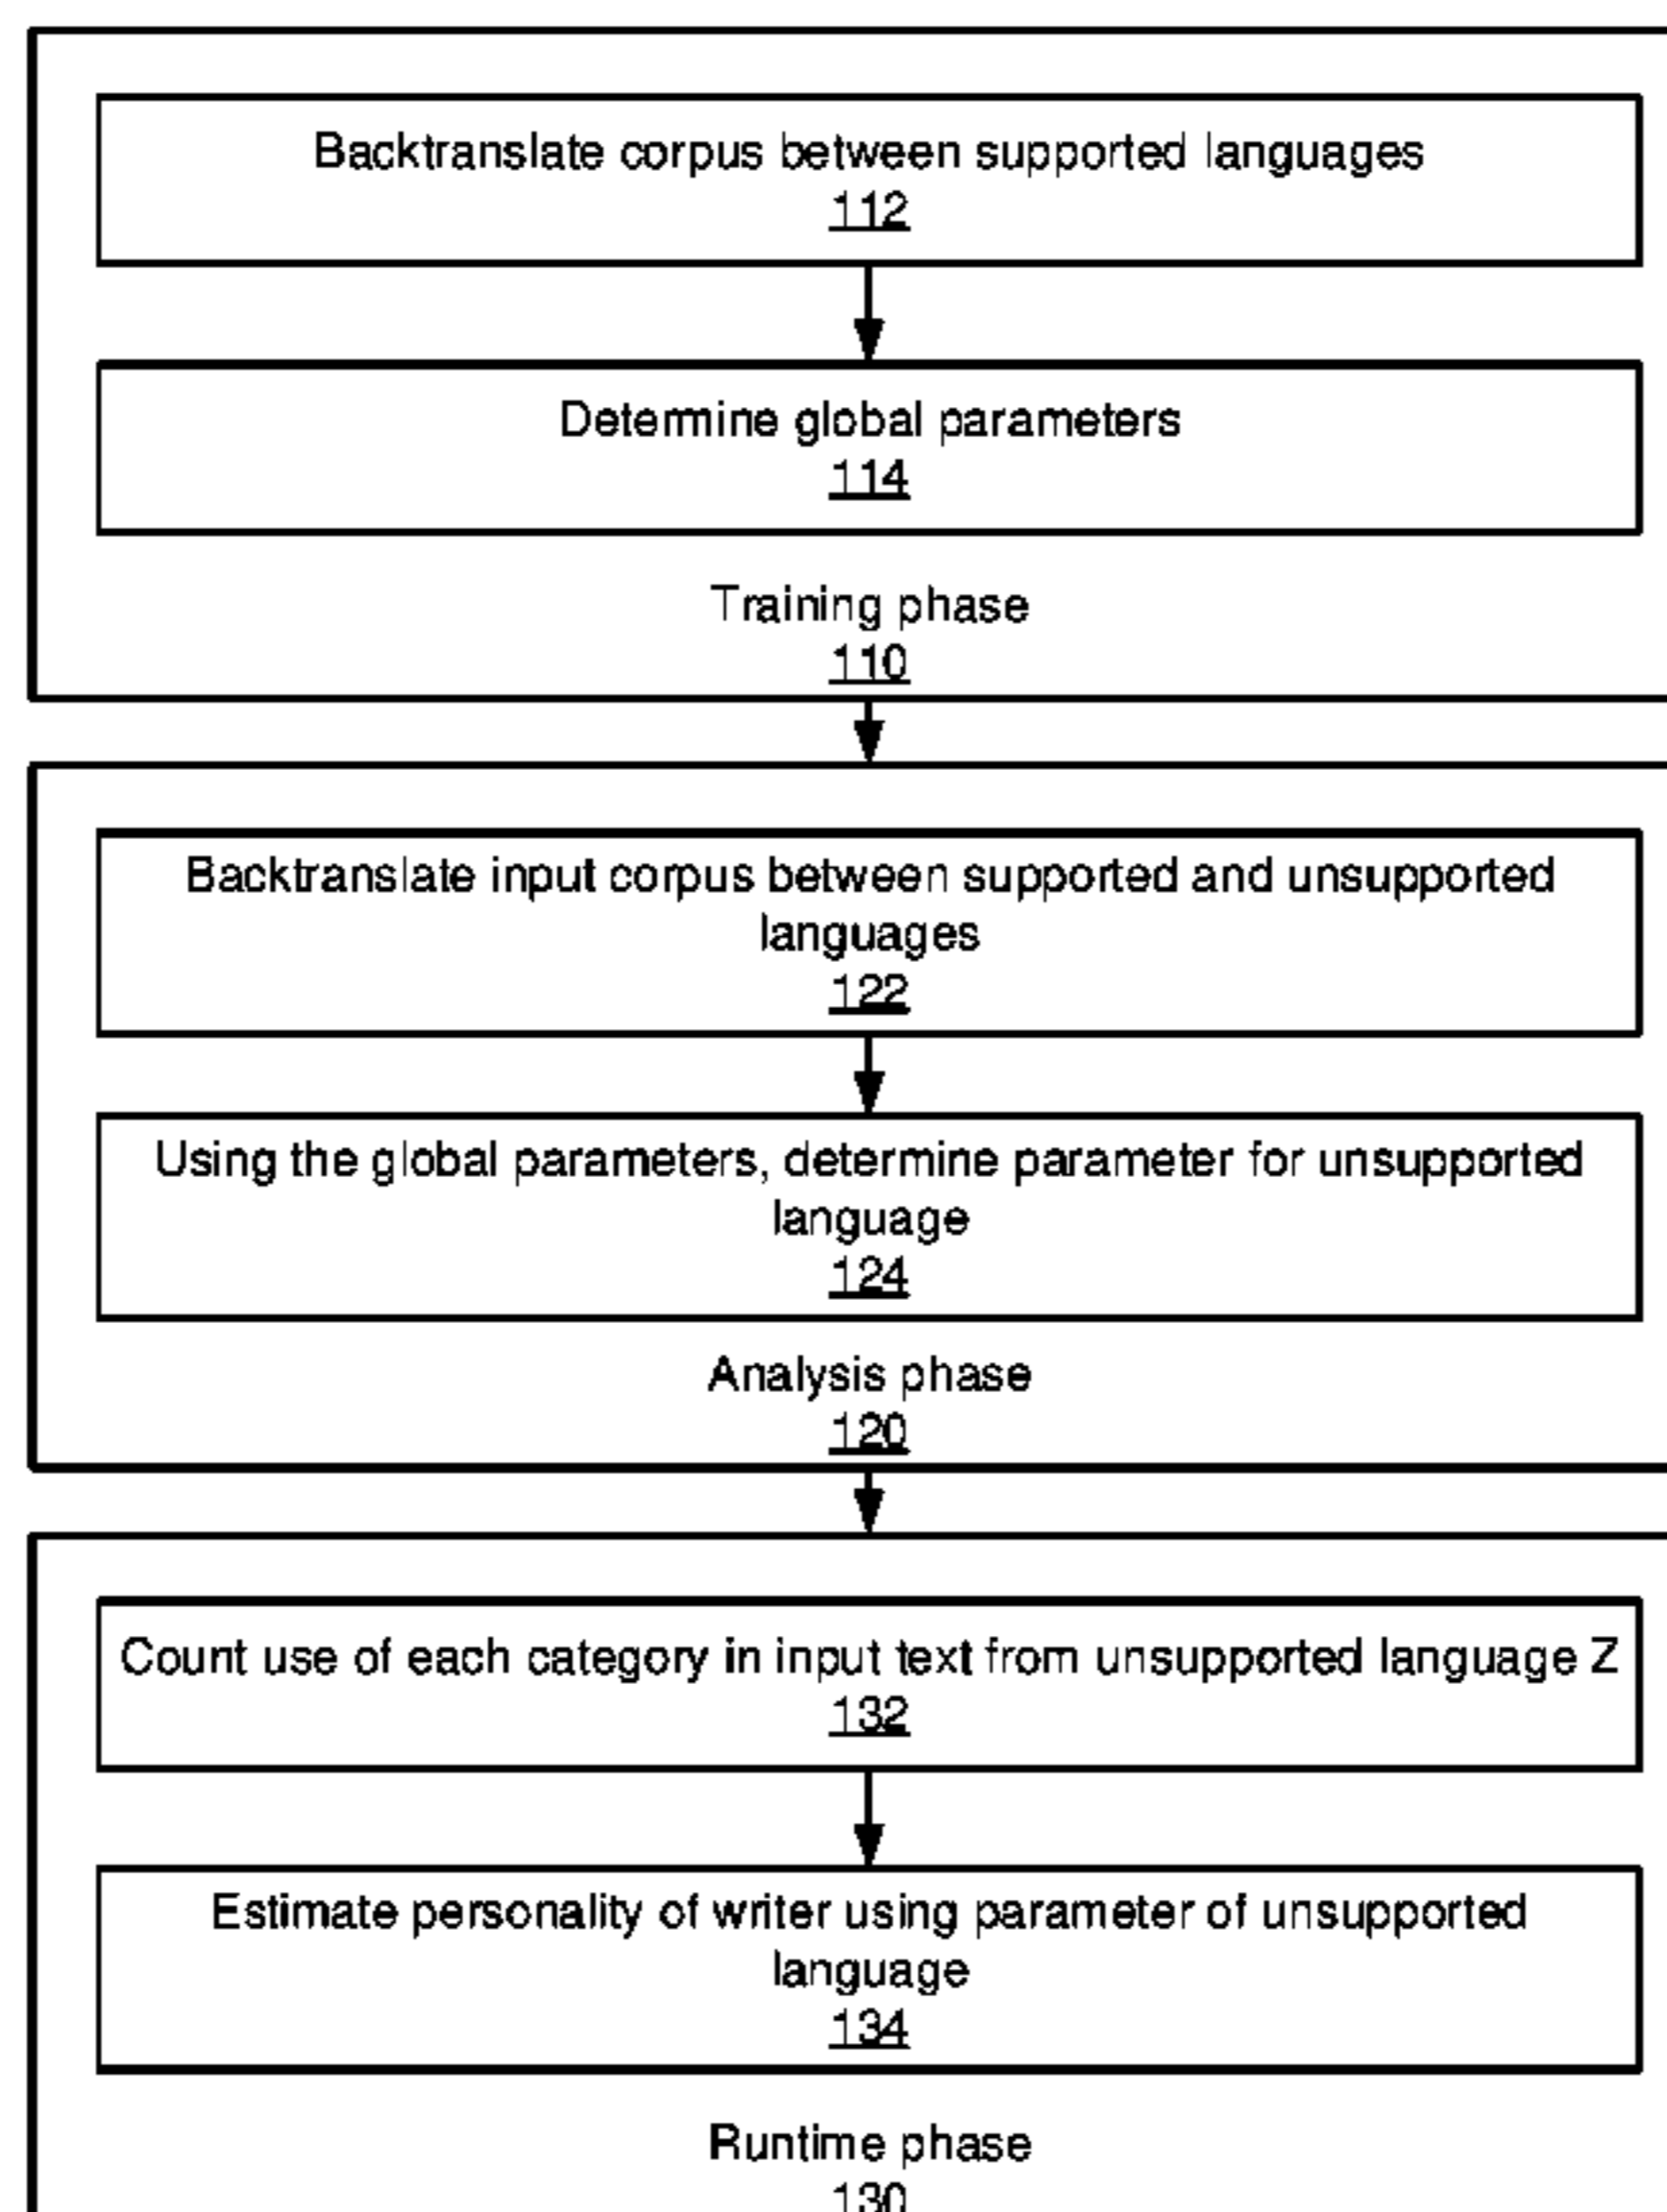 Backtranslate corpus between supported languages
112
Determine global parameters
114
Training phase
110
Backtranslate input corpus between supported and unsupported
languages
122
Using the global parameters, determine parameter for unsupported
language
124
Analysis phase
120
Count use of each category in input text from unsupported language Z
132
Estimate personality of writer using parameter of unsupported
language
134
Runtime phase
130